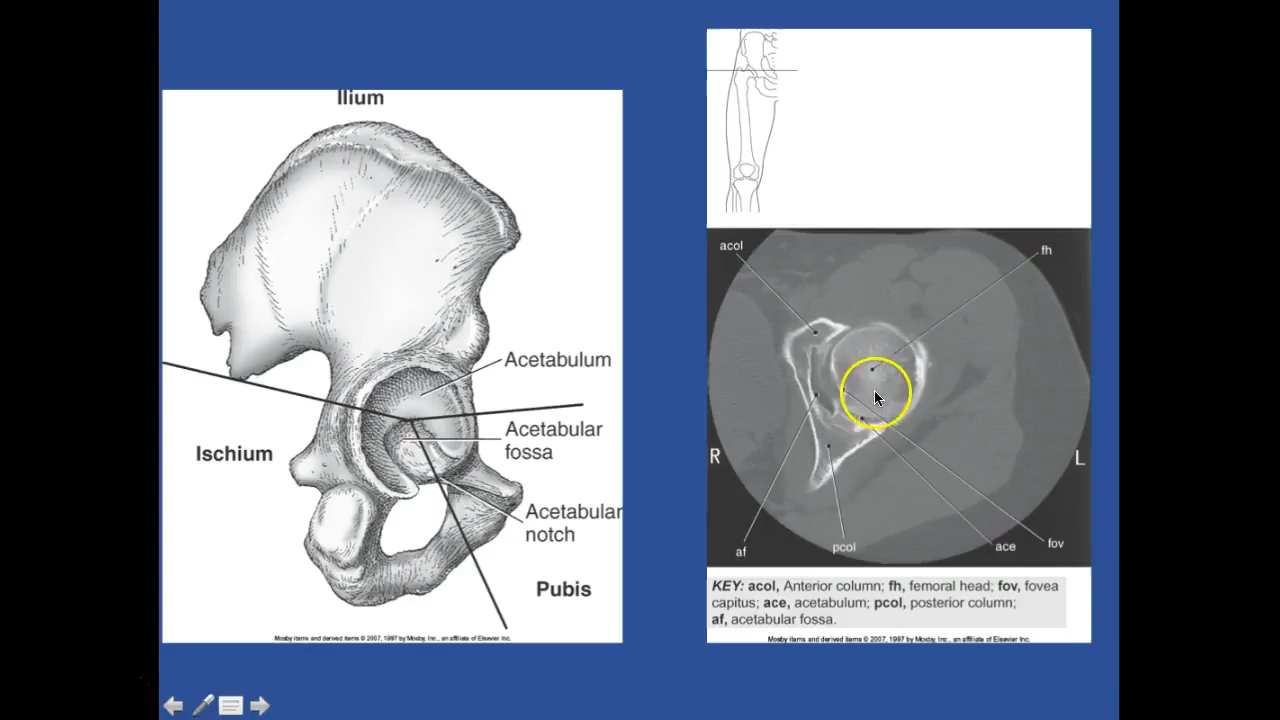 Ilium
Acetabulum
Acetabular
fossa
Ischium
Acetabular
notch
Pubis
Mosby items and derived items © 2007, 1997 by Mosby, Inc., an affiliate of Elsevier Inc.
acol
fh
R
L
af
pcol
ace
fov
KEY: acol, Anterior column; fh, femoral head; fov, fovea
capitus; ace, acetabulum; pcol, posterior column;
af, acetabular fossa.
Mosby items and derived items © 2007, 1997 by Mosby, Inc., an affiliate of Elsevier Inc.